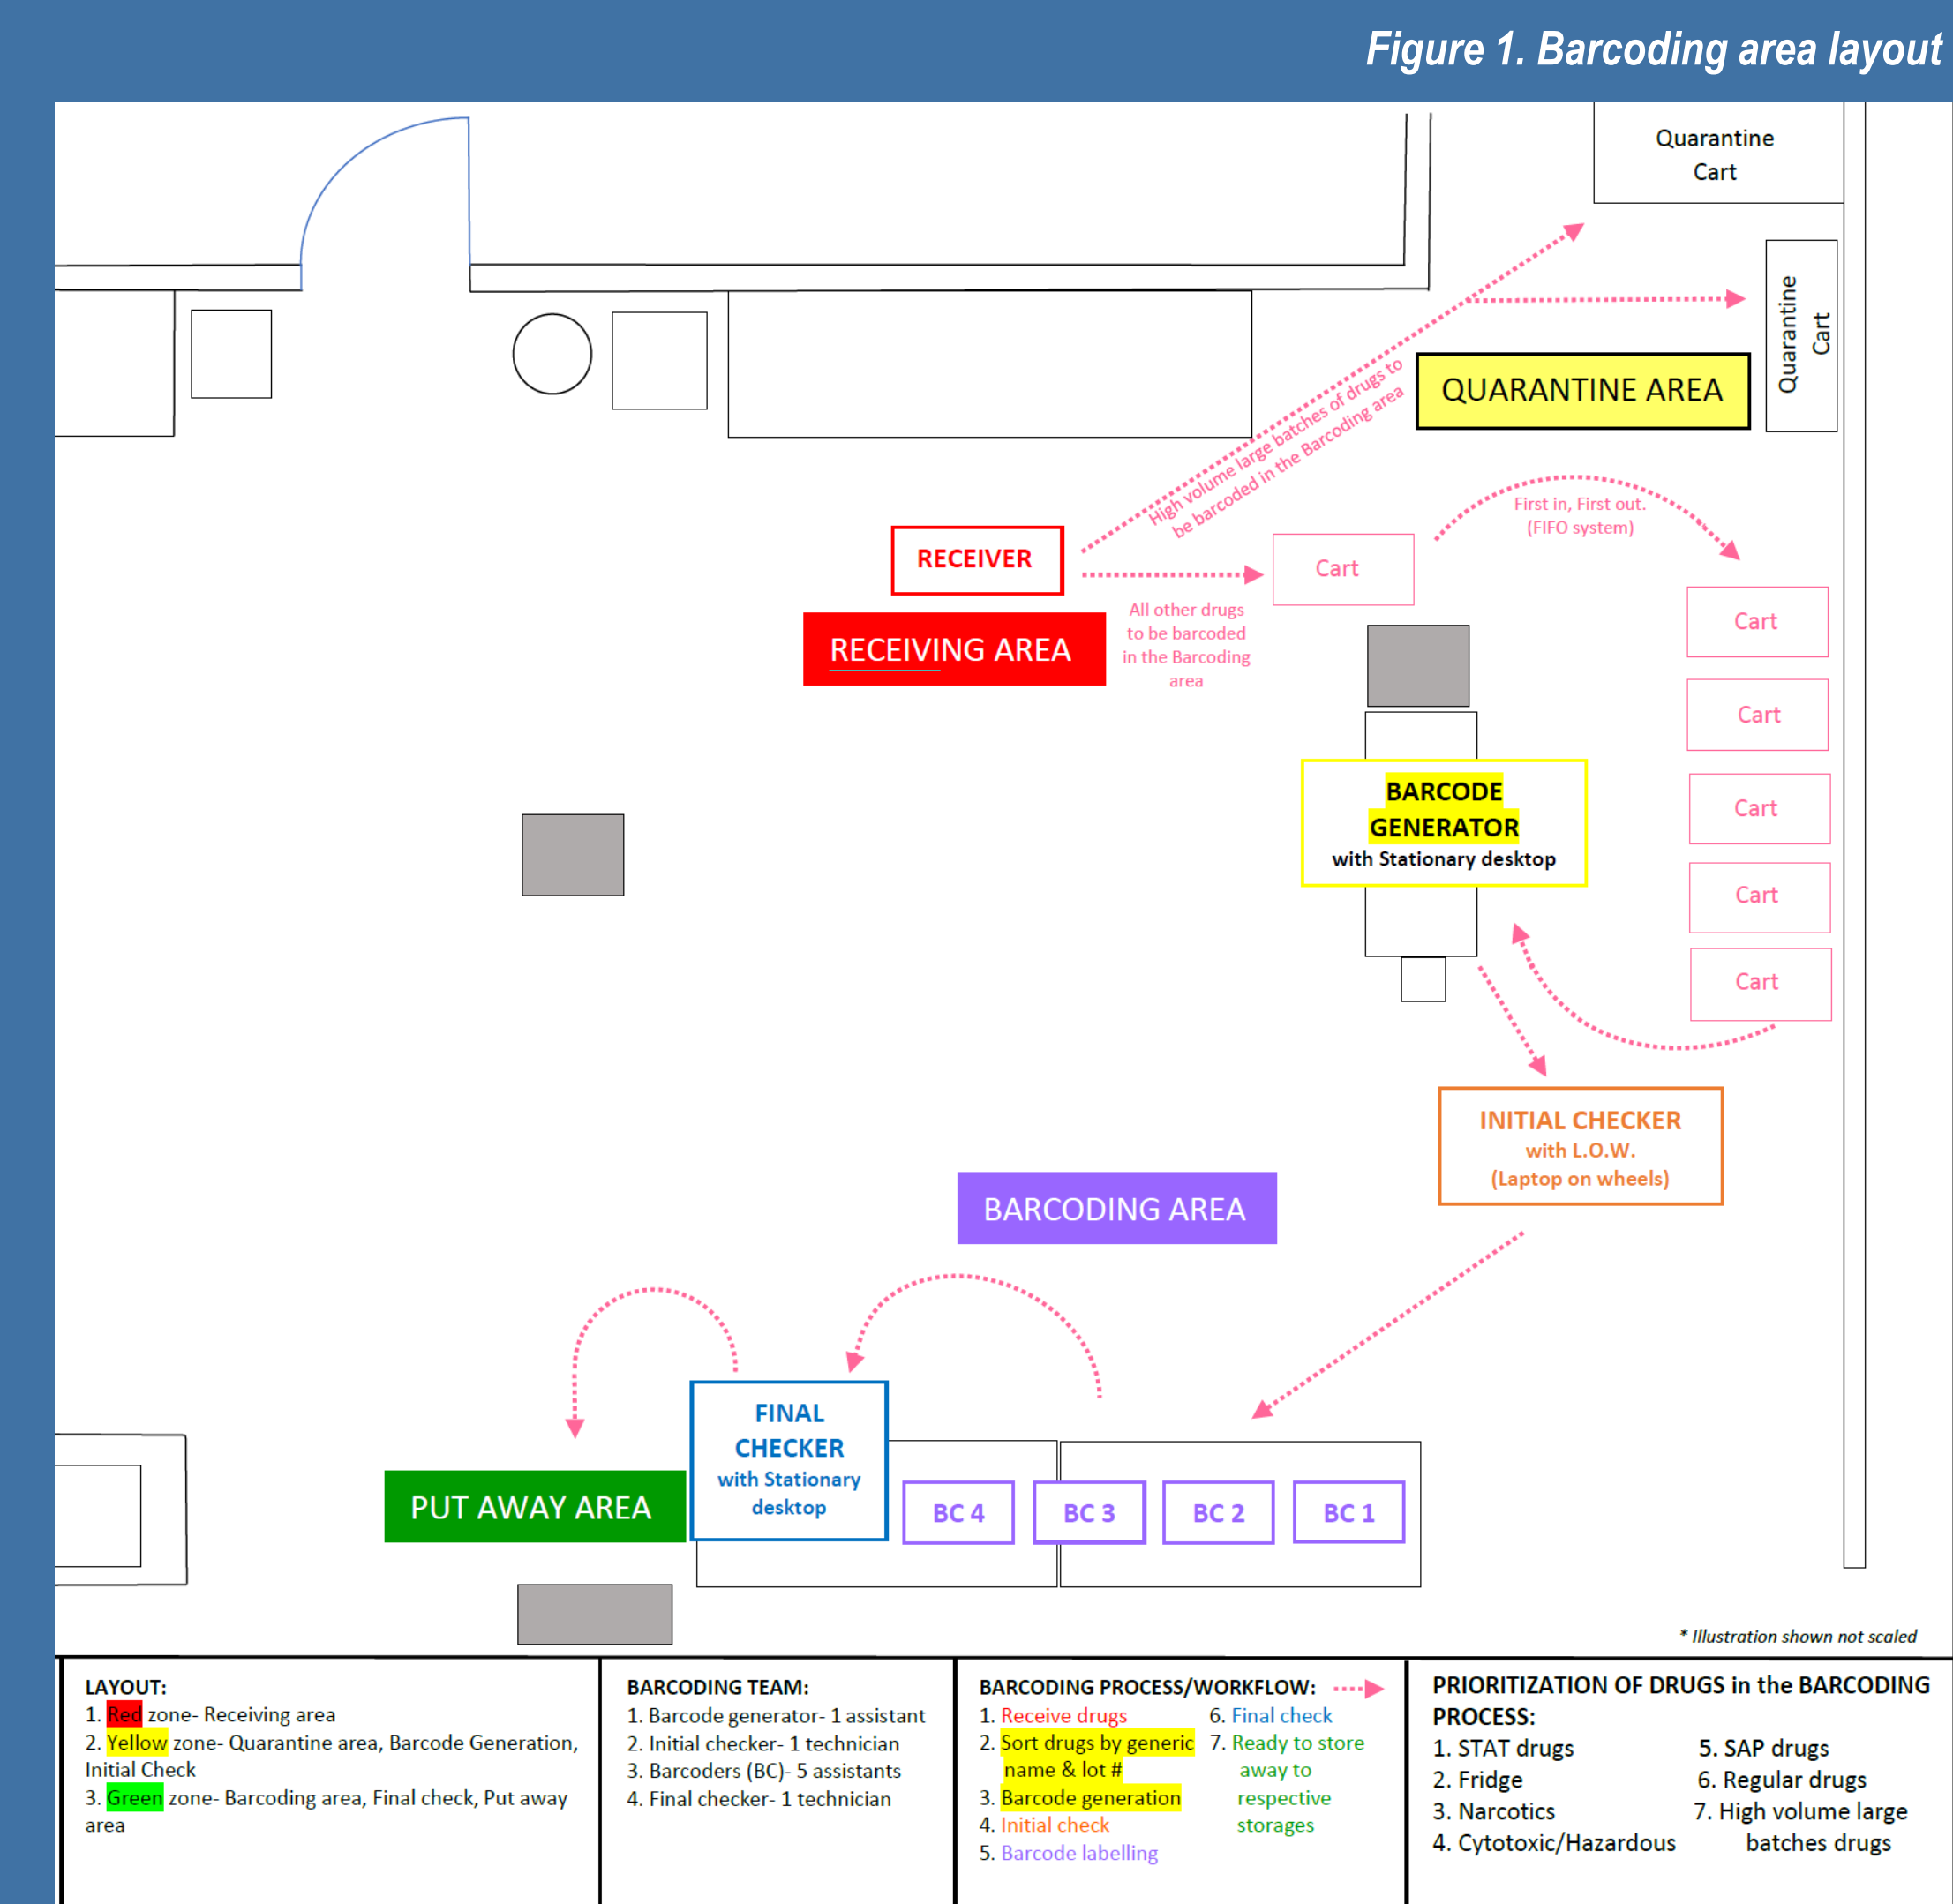 Figure 1. Barcoding area layout
Quarantine
Cart
Quarantine
Cart
QUARANTINE AREA
High volume large batches of drugs to
be barcoded in the Barcoding area
First in, First out.
(FIFO system)
RECEIVER
Cart
RECEIVING AREA
All other drugs
to be barcoded
in the Barcoding
area
Cart
Cart
Cart
Cart
Cart
BARCODE
GENERATOR
with Stationary desktop
INITIAL CHECKER
with L.O.W.
(Laptop on wheels)
BARCODING AREA
FINAL
CHECKER
with Stationary
desktop
PUT AWAY AREA
BC 4
BC 3
BC 2
BC 1
* Illustration shown not scaled
LAYOUT:
1. Red zone- Receiving area
2. Yellow zone- Quarantine area, Barcode Generation,
Initial Check
3. Green zone- Barcoding area, Final check, Put away
area
BARCODING TEAM:
1. Barcode generator- 1 assistant
2. Initial checker- 1 technician
3. Barcoders (BC)- 5 assistants
4. Final checker- 1 technician
BARCODING PROCESS/WORKFLOW:
1. Receive drugs
2. Sort drugs by generic
name & lot #
3. Barcode generation
4. Initial check
5. Barcode labelling
6. Final check
7. Ready to store
away to
respective
storages
PRIORITIZATION OF DRUGS in the BARCODING
PROCESS:
1. STAT drugs
2. Fridge
3. Narcotics
4. Cytotoxic/Hazardous
5. SAP drugs
6. Regular drugs
7. High volume large
batches drugs